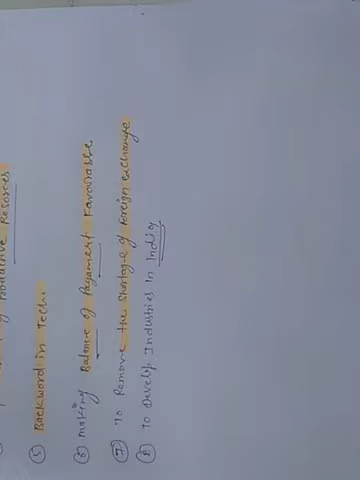 Productive Resources
⑤ Backword in Tech.
⑥ Making Balance of Payament Favourable
⑦ To Remove the Shortage of Foreign exchange
⑧ To Develop Industries In India